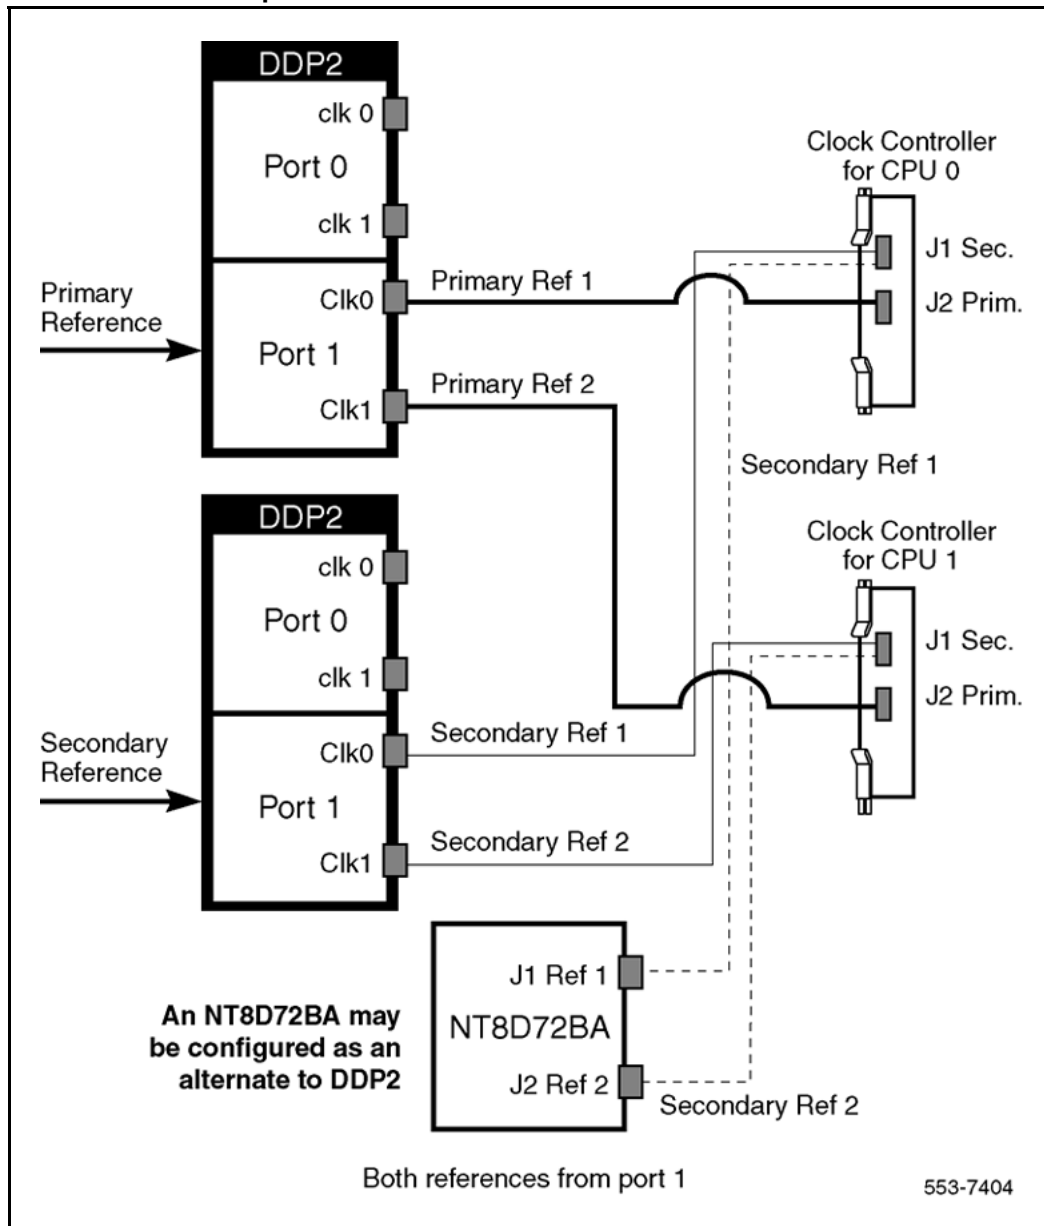 DDP2
clk 0
Port 0
clk 1
Clk0
Port 1
Clk1
Primary
Reference
Primary Ref 1
Primary Ref 2
Clock Controller
for CPU 0
J1 Sec.
J2 Prim.
Secondary Ref 1
DDP2
clk 0
Port 0
clk 1
Clk0
Port 1
Clk1
Secondary
Reference
Secondary Ref 1
Secondary Ref 2
Clock Controller
for CPU 1
J1 Sec.
J2 Prim.
An NT8D72BA may
be configured as an
alternate to DDP2
J1 Ref 1
NT8D72BA
J2 Ref 2
Secondary Ref 2
Both references from port 1
553-7404